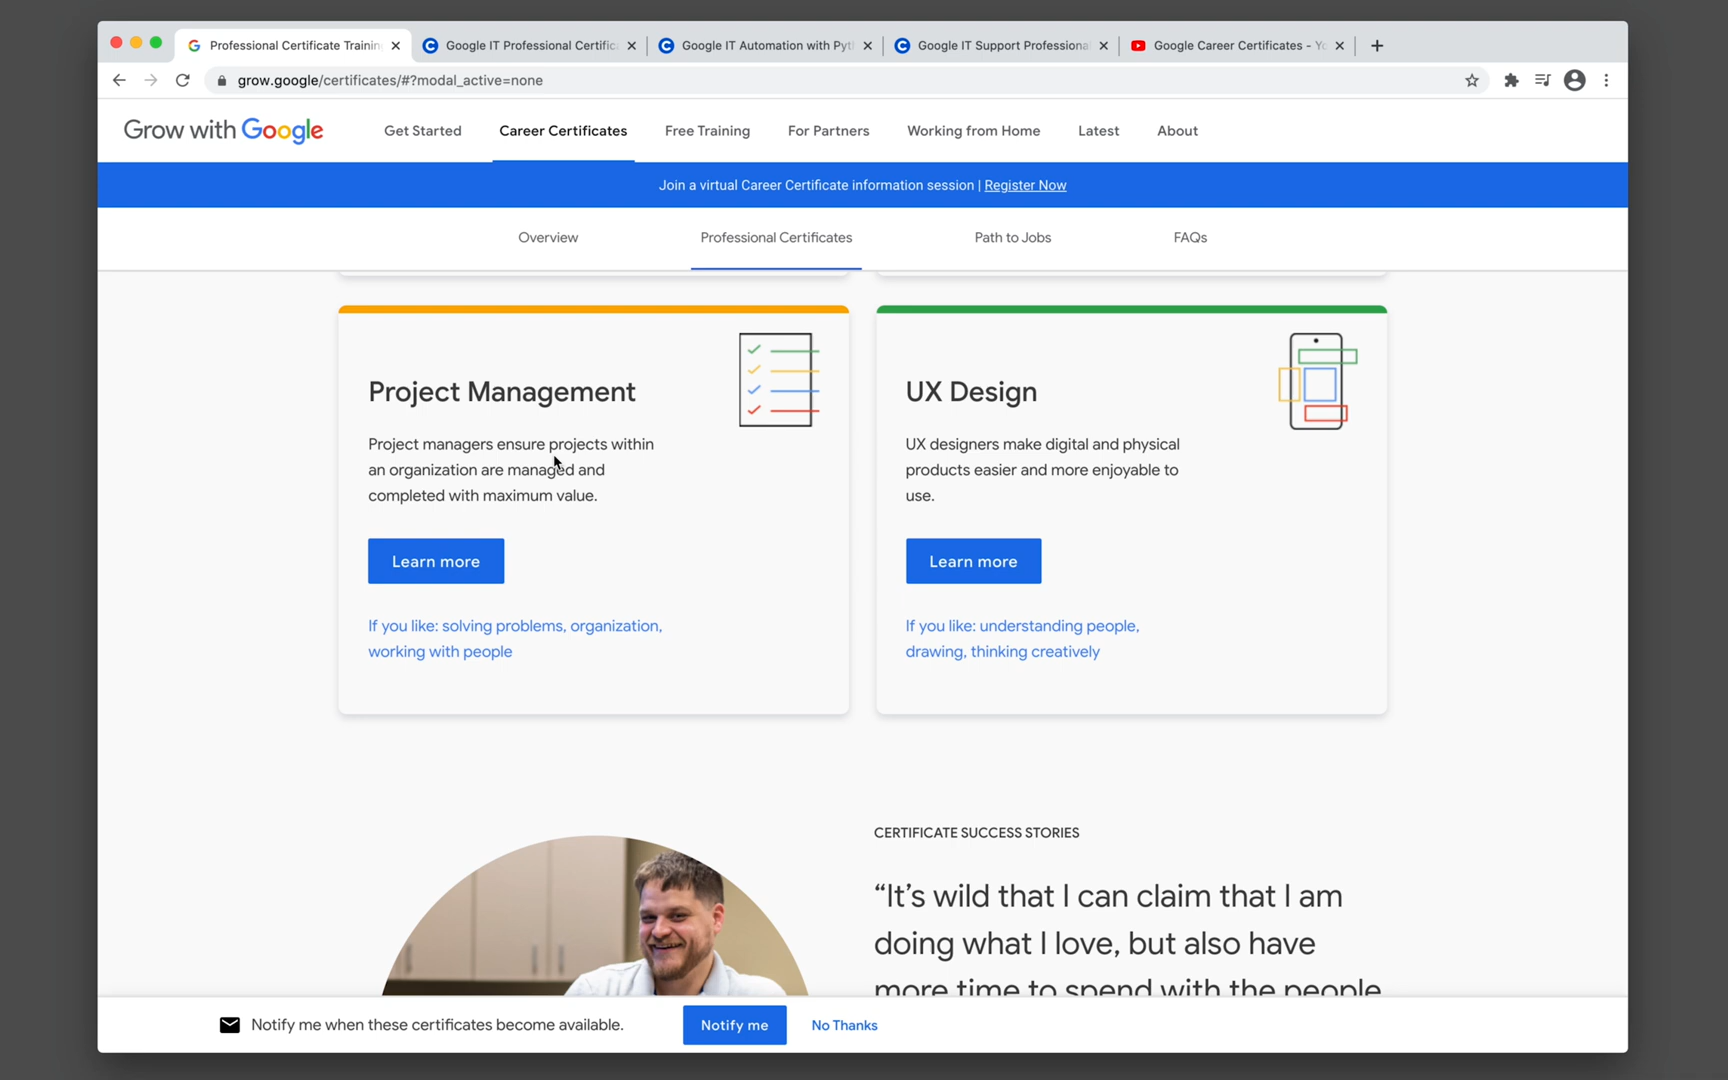 Professional Certificate Trainin
Google IT Professional Certific
Google IT Automation with Pyt
Google IT Support Professional
Google Career Certificates - Yo
grow.google/certificates/#?modal_active=none
Grow with Google
Get Started
Career Certificates
Free Training
For Partners
Working from Home
Latest
About
Join a virtual Career Certificate information session | Register Now
Overview
Professional Certificates
Path to Jobs
FAQs
Project Management
Project managers ensure projects within
an organization are managed and
completed with maximum value.
Learn more
If you like: solving problems, organization,
working with people
UX Design
UX designers make digital and physical
products easier and more enjoyable to
use.
Learn more
If you like: understanding people,
drawing, thinking creatively
CERTIFICATE SUCCESS STORIES
“It’s wild that I can claim that I am
doing what I love, but also have
more time to spend with the people
Notify me when these certificates become available.
Notify me
No Thanks